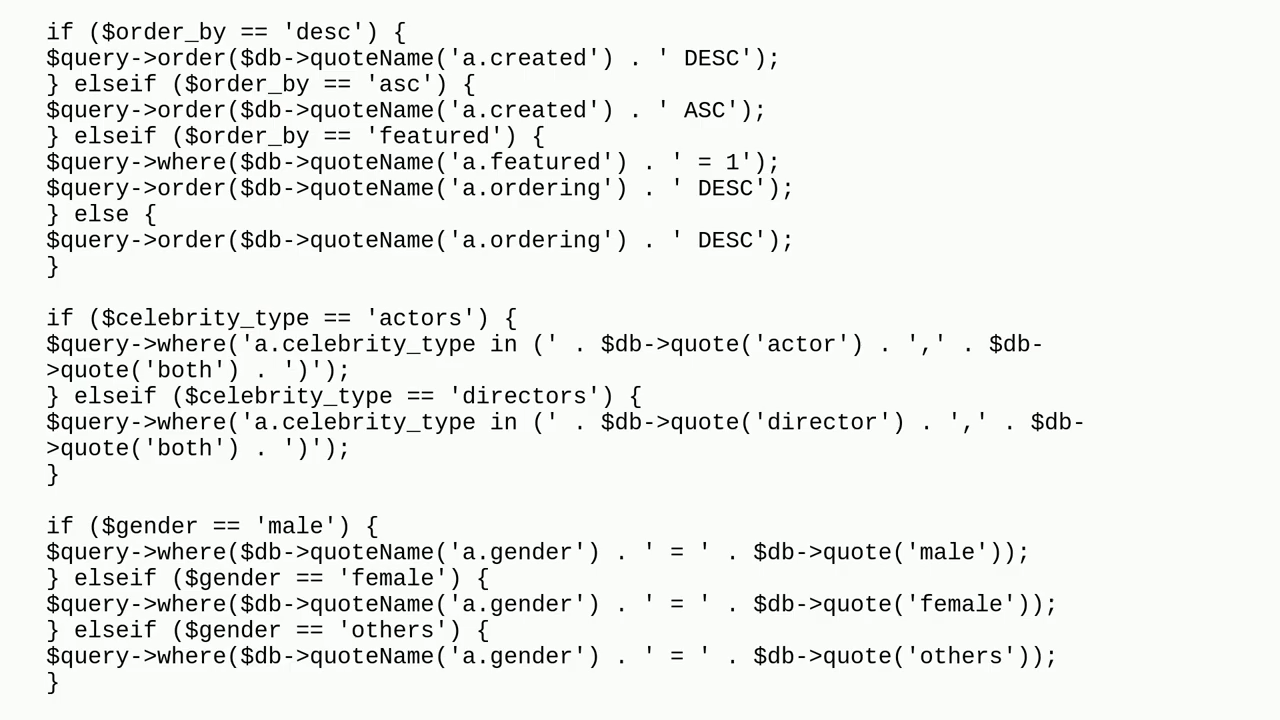 if ($order_by == 'desc') {
$query->order($db->quoteName('a.created') . ' DESC');
} elseif ($order_by == 'asc') {
$query->order($db->quoteName('a.created') . ' ASC');
} elseif ($order_by == 'featured') {
$query->where($db->quoteName('a.featured') . ' = 1');
$query->order($db->quoteName('a.ordering') . ' DESC');
} else {
$query->order($db->quoteName('a.ordering') . ' DESC');
}

if ($celebrity_type == 'actors') {
$query->where('a.celebrity_type in (' . $db->quote('actor') . ',' . $db-
>quote('both') . ')');
} elseif ($celebrity_type == 'directors') {
$query->where('a.celebrity_type in (' . $db->quote('director') . ',' . $db-
>quote('both') . ')');
}

if ($gender == 'male') {
$query->where($db->quoteName('a.gender') . ' = ' . $db->quote('male'));
} elseif ($gender == 'female') {
$query->where($db->quoteName('a.gender') . ' = ' . $db->quote('female'));
} elseif ($gender == 'others') {
$query->where($db->quoteName('a.gender') . ' = ' . $db->quote('others'));
}